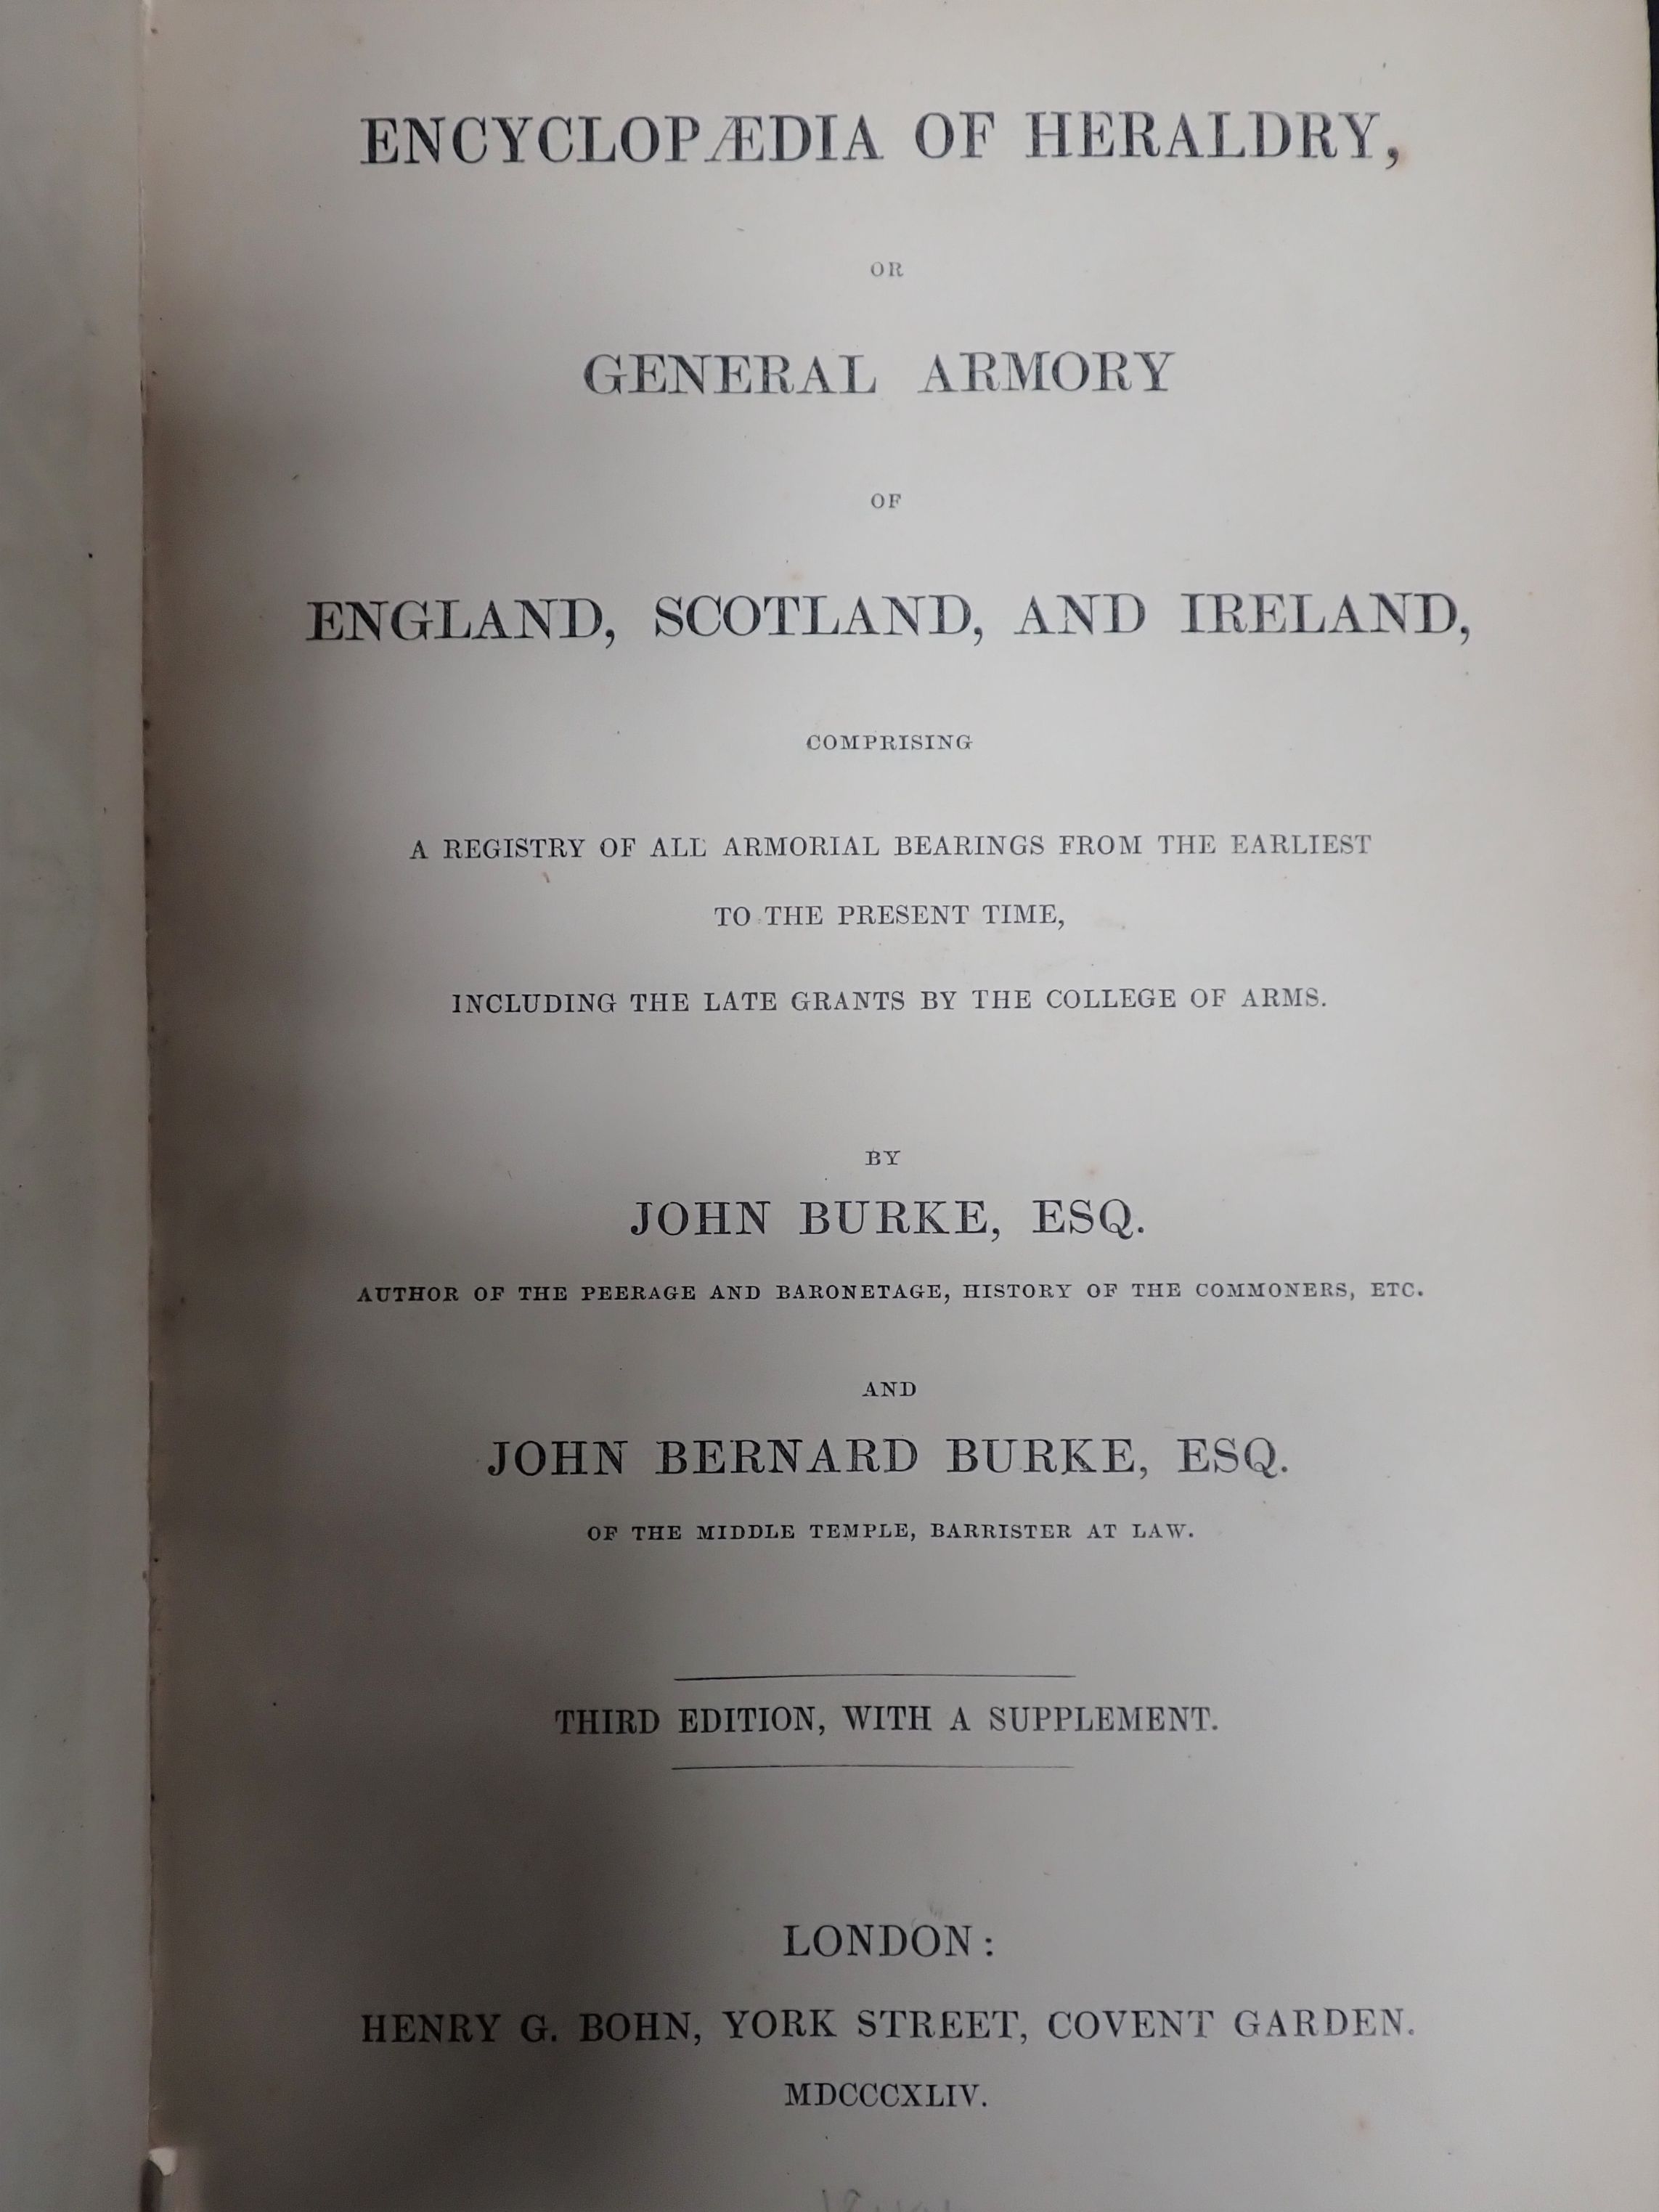 ENCYCLOPÆDIA OF HERALDRY,
OR
GENERAL ARMORY
OF
ENGLAND, SCOTLAND, AND IRELAND,
COMPRISING
A REGISTRY OF ALL ARMORIAL BEARINGS FROM THE EARLIEST
TO THE PRESENT TIME,
INCLUDING THE LATE GRANTS BY THE COLLEGE OF ARMS.
BY
JOHN BURKE, ESQ.
AUTHOR OF THE PEERAGE AND BARONETAGE, HISTORY OF THE COMMONERS, ETC.
AND
JOHN BERNARD BURKE, ESQ.
OF THE MIDDLE TEMPLE, BARRISTER AT LAW.
THIRD EDITION, WITH A SUPPLEMENT.
LONDON:
HENRY G. BOHN, YORK STREET, COVENT GARDEN.
MDCCCXLIV.